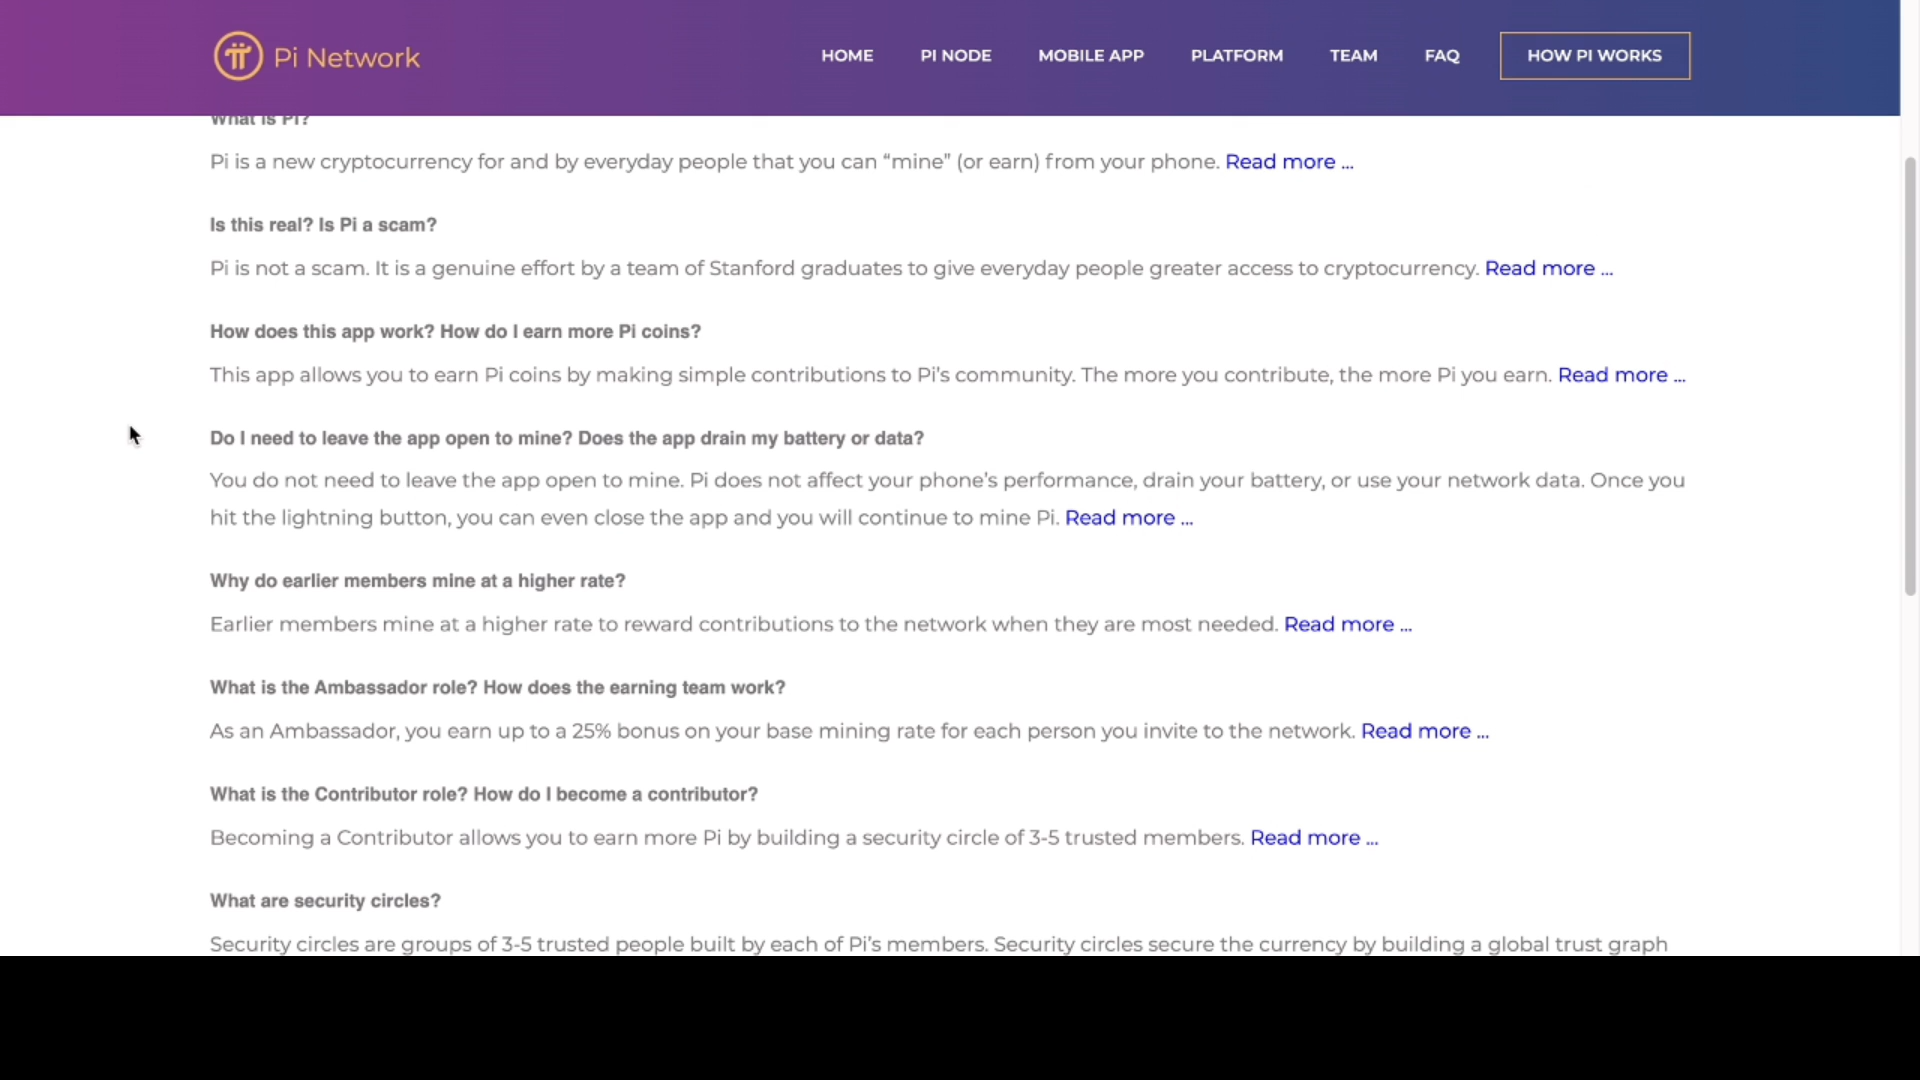 Pi Network
HOME PI NODE MOBILE APP PLATFORM TEAM FAQ HOW PI WORKS
What is Pi?
Pi is a new cryptocurrency for and by everyday people that you can “mine” (or earn) from your phone. Read more ...
Is this real? Is Pi a scam?
Pi is not a scam. It is a genuine effort by a team of Stanford graduates to give everyday people greater access to cryptocurrency. Read more ...
How does this app work? How do I earn more Pi coins?
This app allows you to earn Pi coins by making simple contributions to Pi’s community. The more you contribute, the more Pi you earn. Read more ...
Do I need to leave the app open to mine? Does the app drain my battery or data?
You do not need to leave the app open to mine. Pi does not affect your phone’s performance, drain your battery, or use your network data. Once you
hit the lightning button, you can even close the app and you will continue to mine Pi. Read more ...
Why do earlier members mine at a higher rate?
Earlier members mine at a higher rate to reward contributions to the network when they are most needed. Read more ...
What is the Ambassador role? How does the earning team work?
As an Ambassador, you earn up to a 25% bonus on your base mining rate for each person you invite to the network. Read more ...
What is the Contributor role? How do I become a contributor?
Becoming a Contributor allows you to earn more Pi by building a security circle of 3-5 trusted members. Read more ...
What are security circles?
Security circles are groups of 3-5 trusted people built by each of Pi’s members. Security circles secure the currency by building a global trust graph